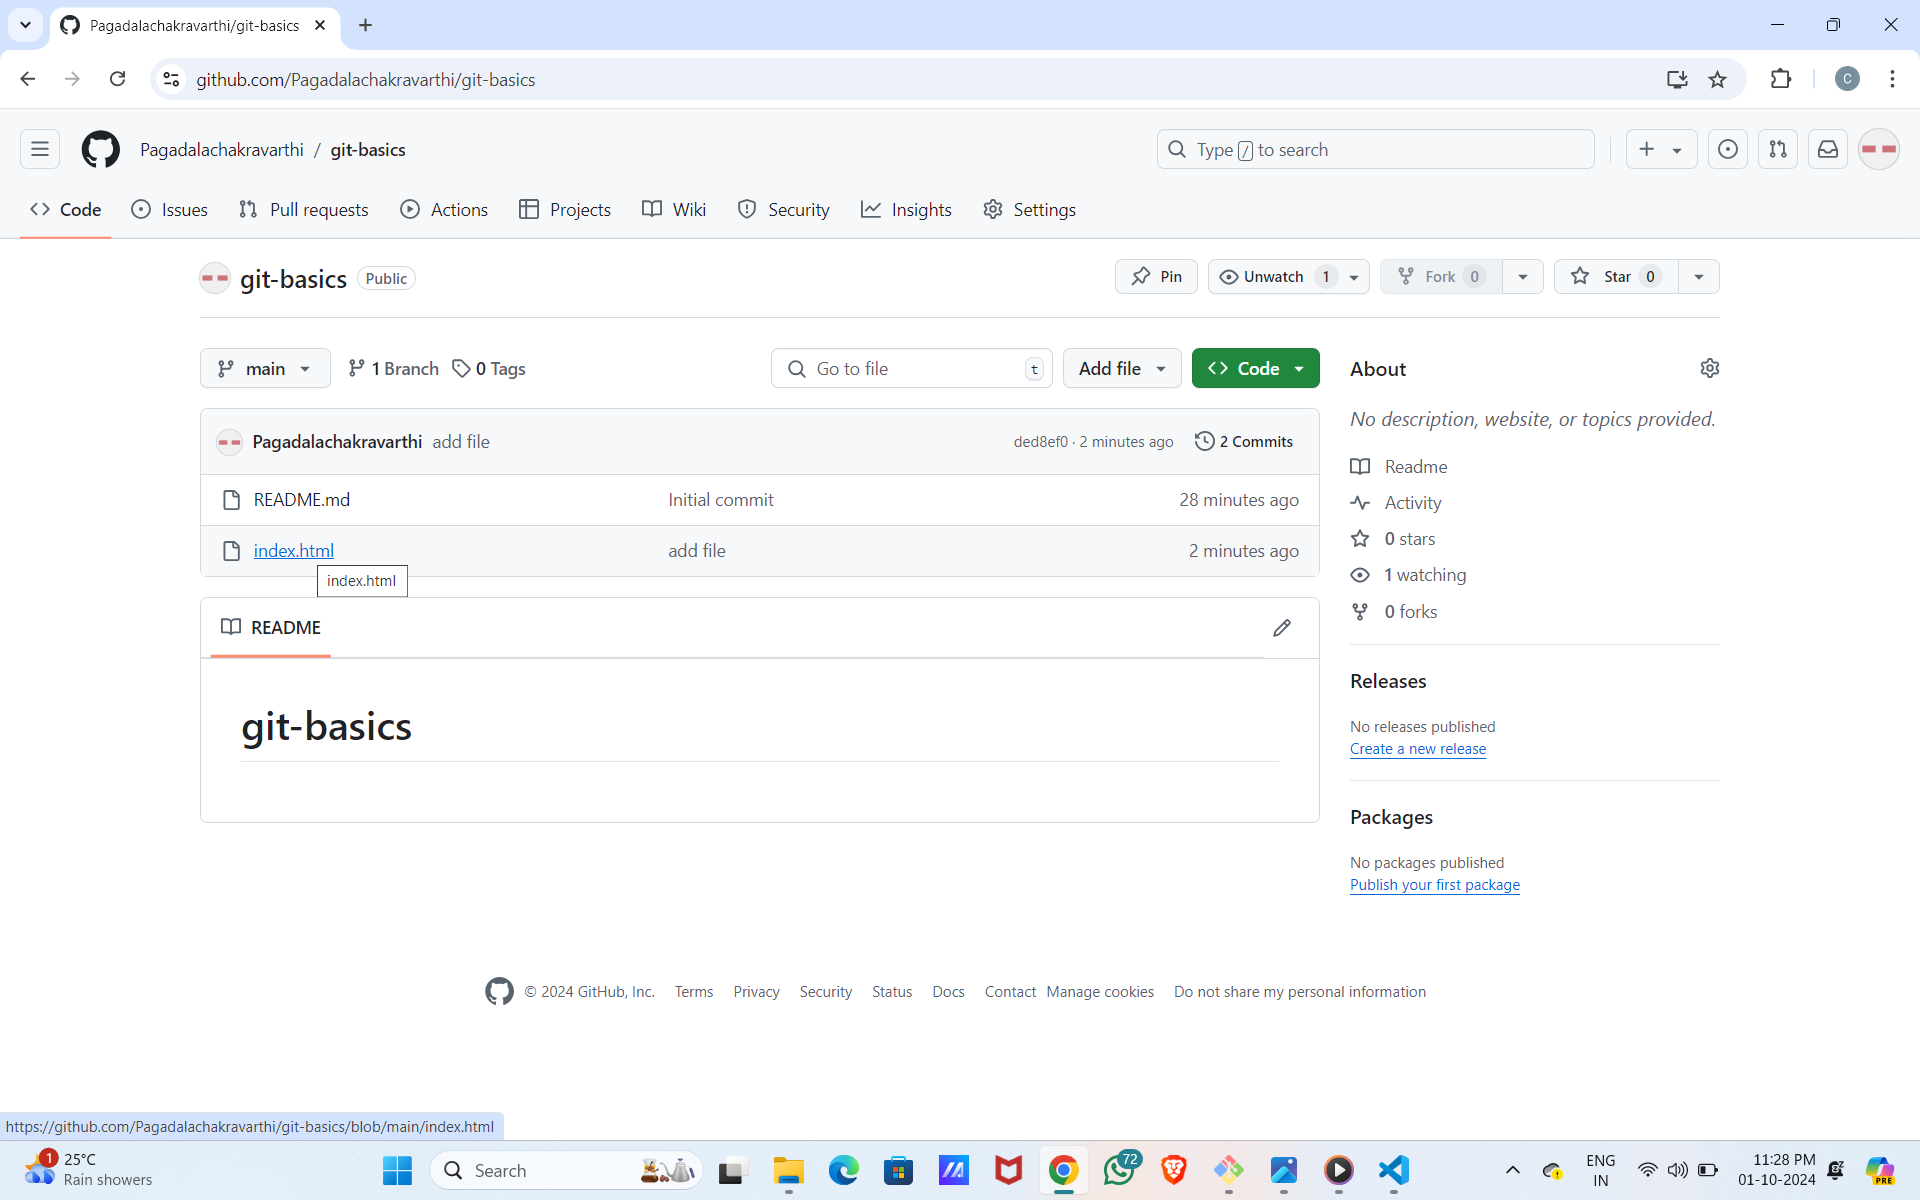 Pagadalachakravarthi/git-basics
github.com/Pagadalachakravarthi/git-basics
C
Pagadalachakravarthi / git-basics
Type / to search
Code Issues Pull requests Actions Projects Wiki Security Insights Settings
git-basics Public
Pin Unwatch 1 Fork 0 Star 0
main 1 Branch 0 Tags
Go to file t Add file Code
About
No description, website, or topics provided.
Pagadalachakravarthi add file ded8ef0 · 2 minutes ago 2 Commits
README.md Initial commit 28 minutes ago
index.html add file 2 minutes ago
index.html
Readme
Activity
0 stars
1 watching
0 forks
README
git-basics
Releases
No releases published
Create a new release
Packages
No packages published
Publish your first package
© 2024 GitHub, Inc. Terms Privacy Security Status Docs Contact Manage cookies Do not share my personal information
https://github.com/Pagadalachakravarthi/git-basics/blob/main/index.html
1
25°C
Rain showers
Search
72
ENG
IN
11:28 PM
01-10-2024
PRE